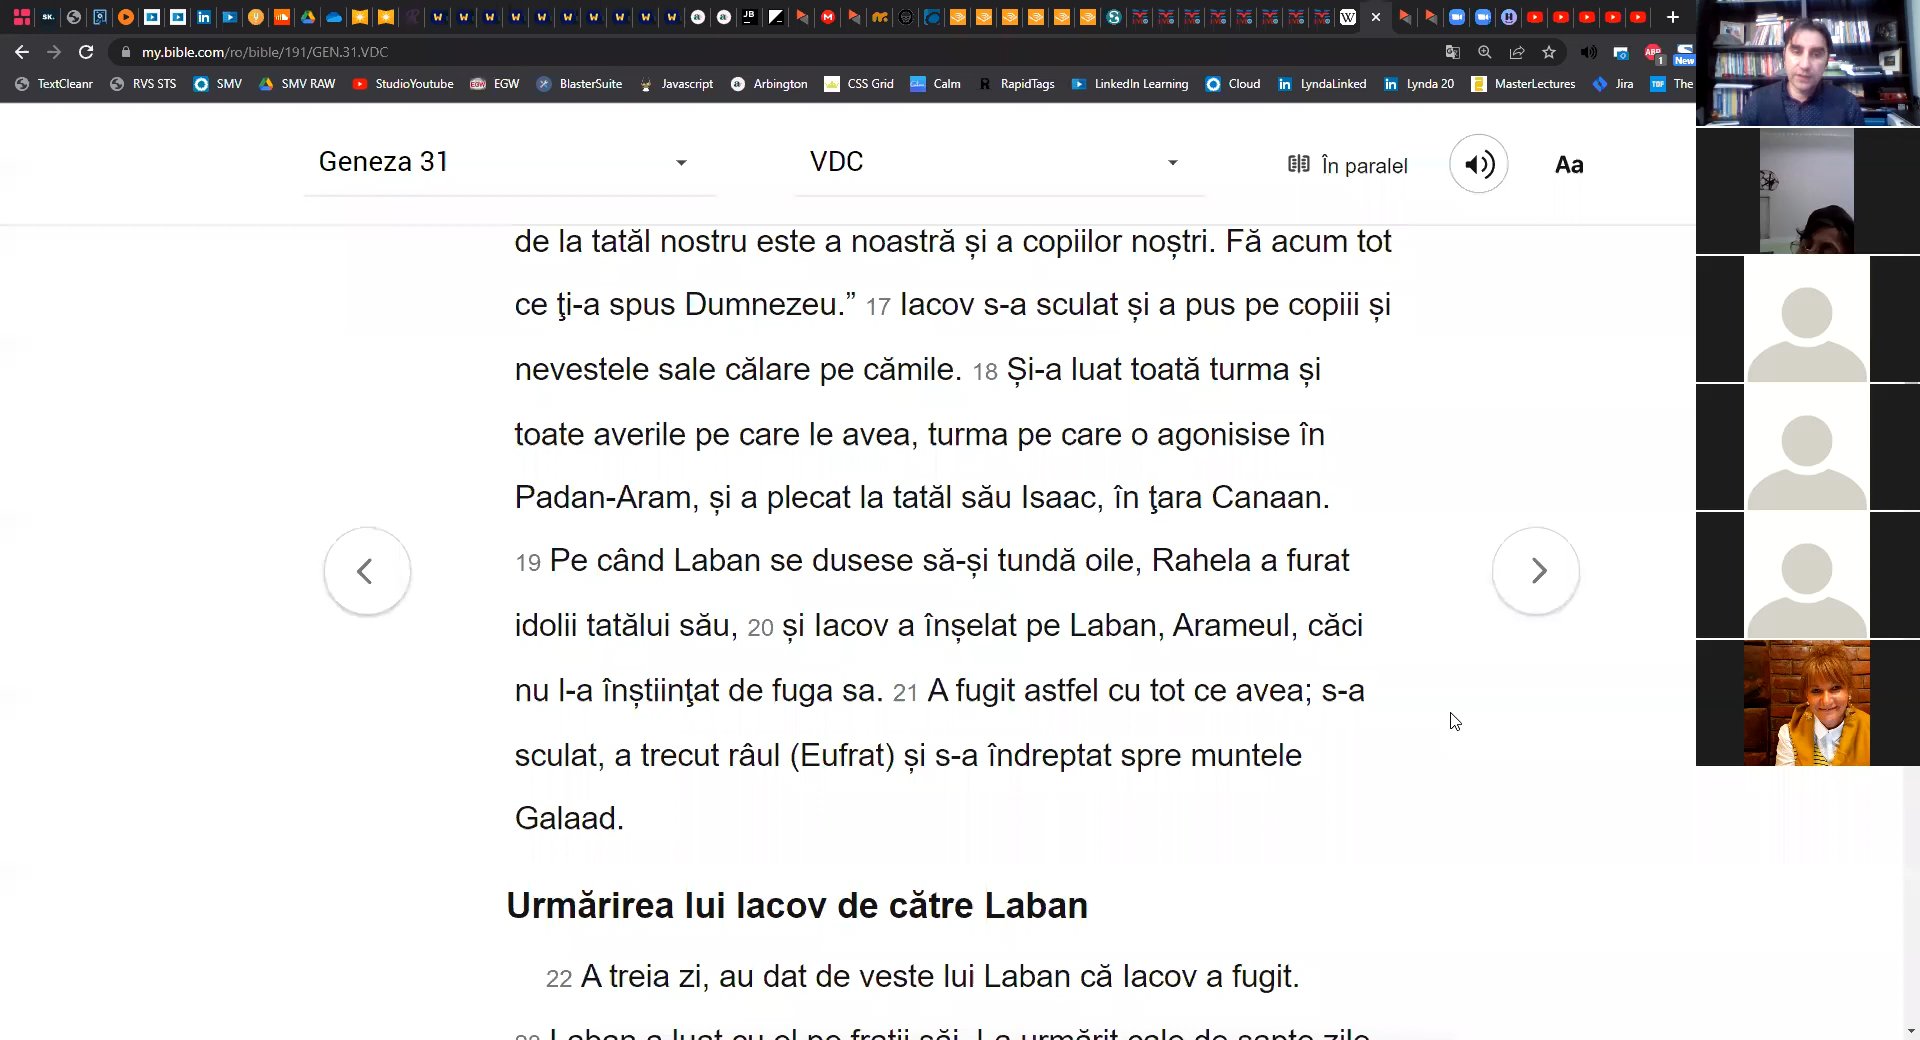 my.bible.com/ro/bible/191/GEN.31.VDC
TextCleanr RVS STS SMV SMV RAW StudioYoutube EGW BlasterSuite Javascript Arbington CSS Grid Calm RapidTags LinkedIn Learning Cloud LyndaLinked Lynda 20 MasterLectures Jira The
New
Geneza 31
VDC
În paralel
Aa
de la tatăl nostru este a noastră și a copiilor noștri. Fă acum tot
ce ţi-a spus Dumnezeu.” 17 Iacov s-a sculat și a pus pe copiii și
nevestele sale călare pe cămile. 18 Și-a luat toată turma și
toate averile pe care le avea, turma pe care o agonisise în
Padan-Aram, și a plecat la tatăl său Isaac, în ţara Canaan.
19 Pe când Laban se dusese să-și tundă oile, Rahela a furat
idolii tatălui său, 20 și Iacov a înșelat pe Laban, Arameul, căci
nu l-a înștiinţat de fuga sa. 21 A fugit astfel cu tot ce avea; s-a
sculat, a trecut râul (Eufrat) și s-a îndreptat spre muntele
Galaad.
Urmărirea lui Iacov de către Laban
22 A treia zi, au dat de veste lui Laban că Iacov a fugit.